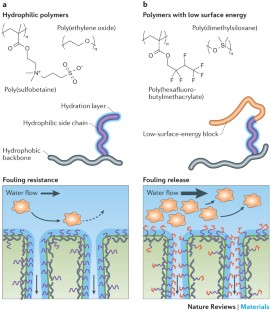 a Hydrophilic polymers
Poly(ethylene oxide)
O
O
n
O
n
N+
S
O
O
O-
Poly(sulfobetaine)
Hydration layer
Hydrophilic side chain
Hydrophobic
backbone
Fouling resistance
Water flow
b Polymers with low surface energy
Poly(dimethylsiloxane)
n
O
Si
n
O
O
F
F
F
F
F
F
Poly(hexafluoro-
butylmethacrylate)
Low-surface-energy block
Fouling release
Water flow
Nature Reviews | Materials